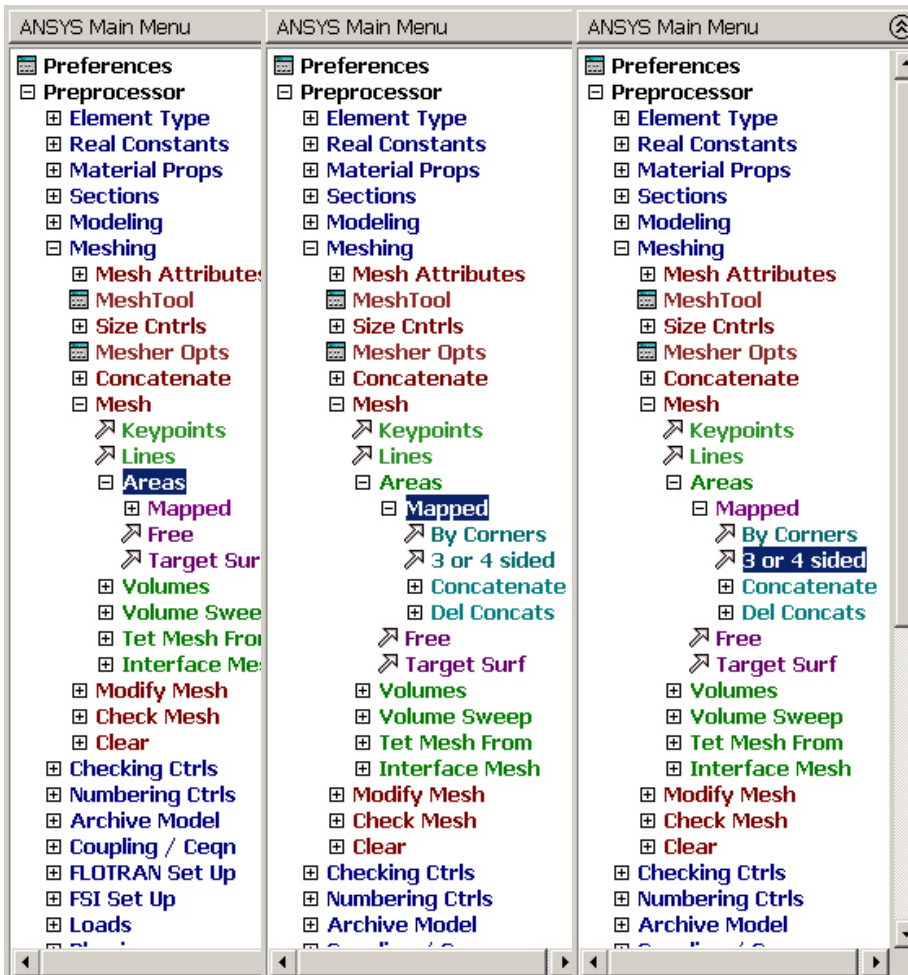 ANSYS Main Menu
Preferences
Preprocessor
Element Type
Real Constants
Material Props
Sections
Modeling
Meshing
Mesh Attributes
MeshTool
Size Cntrls
Mesher Opts
Concatenate
Mesh
Keypoints
Lines
Areas
Mapped
Free
Target Sur
Volumes
Volume Swee
Tet Mesh From
Interface Me
Modify Mesh
Check Mesh
Clear
Checking Ctrls
Numbering Ctrls
Archive Model
Coupling / Ceqn
FLOTRAN Set Up
FSI Set Up
Loads
ANSYS Main Menu
Preferences
Preprocessor
Element Type
Real Constants
Material Props
Sections
Modeling
Meshing
Mesh Attributes
MeshTool
Size Cntrls
Mesher Opts
Concatenate
Mesh
Keypoints
Lines
Areas
Mapped
By Corners
3 or 4 sided
Concatenate
Del Concats
Free
Target Surf
Volumes
Volume Sweep
Tet Mesh From
Interface Mesh
Modify Mesh
Check Mesh
Clear
Checking Ctrls
Numbering Ctrls
Archive Model
ANSYS Main Menu
Preferences
Preprocessor
Element Type
Real Constants
Material Props
Sections
Modeling
Meshing
Mesh Attributes
MeshTool
Size Cntrls
Mesher Opts
Concatenate
Mesh
Keypoints
Lines
Areas
Mapped
By Corners
3 or 4 sided
Concatenate
Del Concats
Free
Target Surf
Volumes
Volume Sweep
Tet Mesh From
Interface Mesh
Modify Mesh
Check Mesh
Clear
Checking Ctrls
Numbering Ctrls
Archive Model